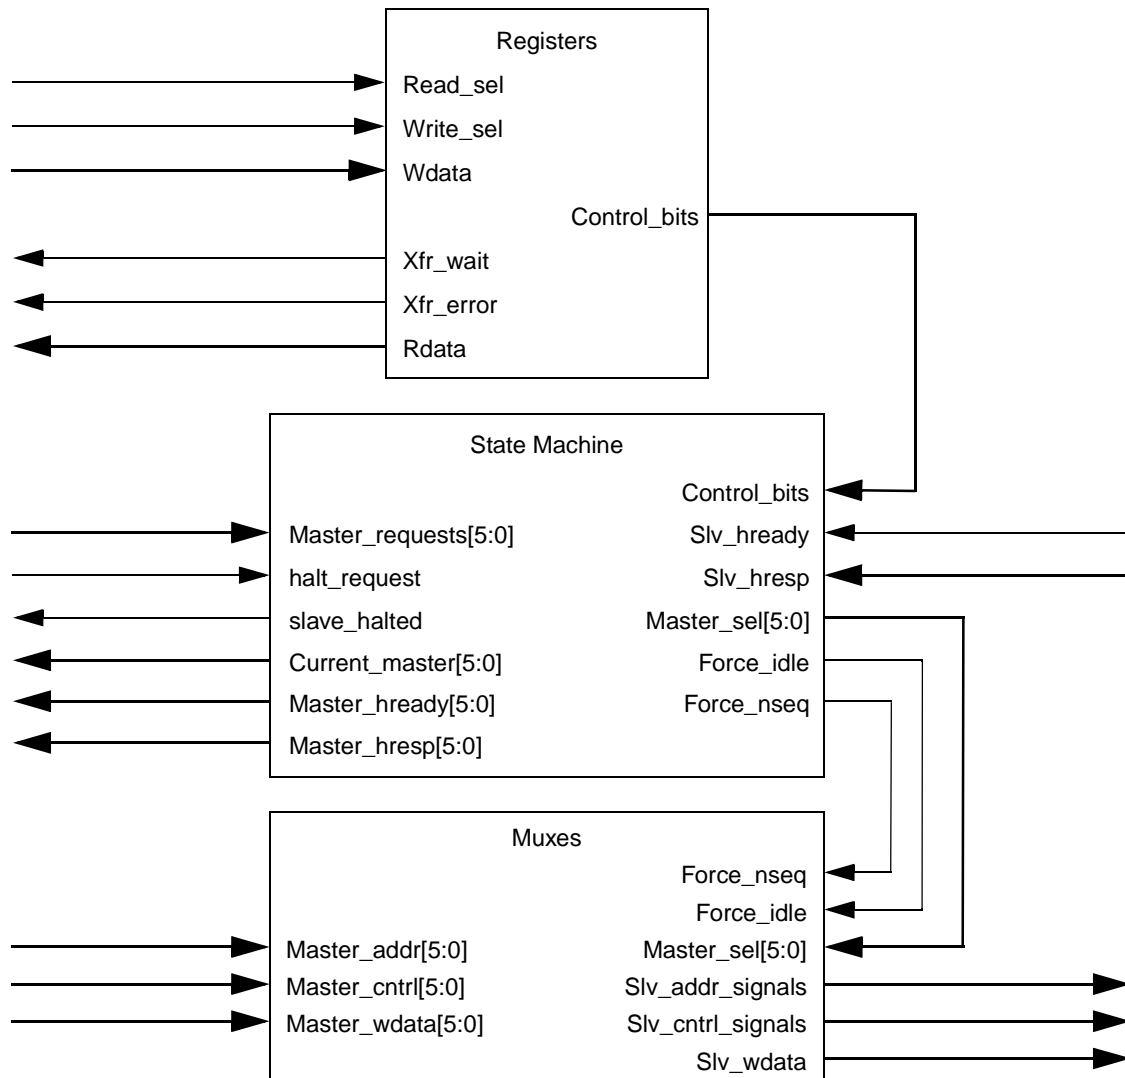 Registers
Read_sel
Write_sel
Wdata
Control_bits
Xfr_wait
Xfr_error
Rdata
State Machine
Control_bits
Master_requests[5:0]
Slv_hready
halt_request
Slv_hresp
slave_halted
Master_sel[5:0]
Current_master[5:0]
Force_idle
Master_hready[5:0]
Force_nseq
Master_hresp[5:0]
Muxes
Force_nseq
Force_idle
Master_addr[5:0]
Master_sel[5:0]
Master_cntrl[5:0]
Slv_addr_signals
Master_wdata[5:0]
Slv_cntrl_signals
Slv_wdata